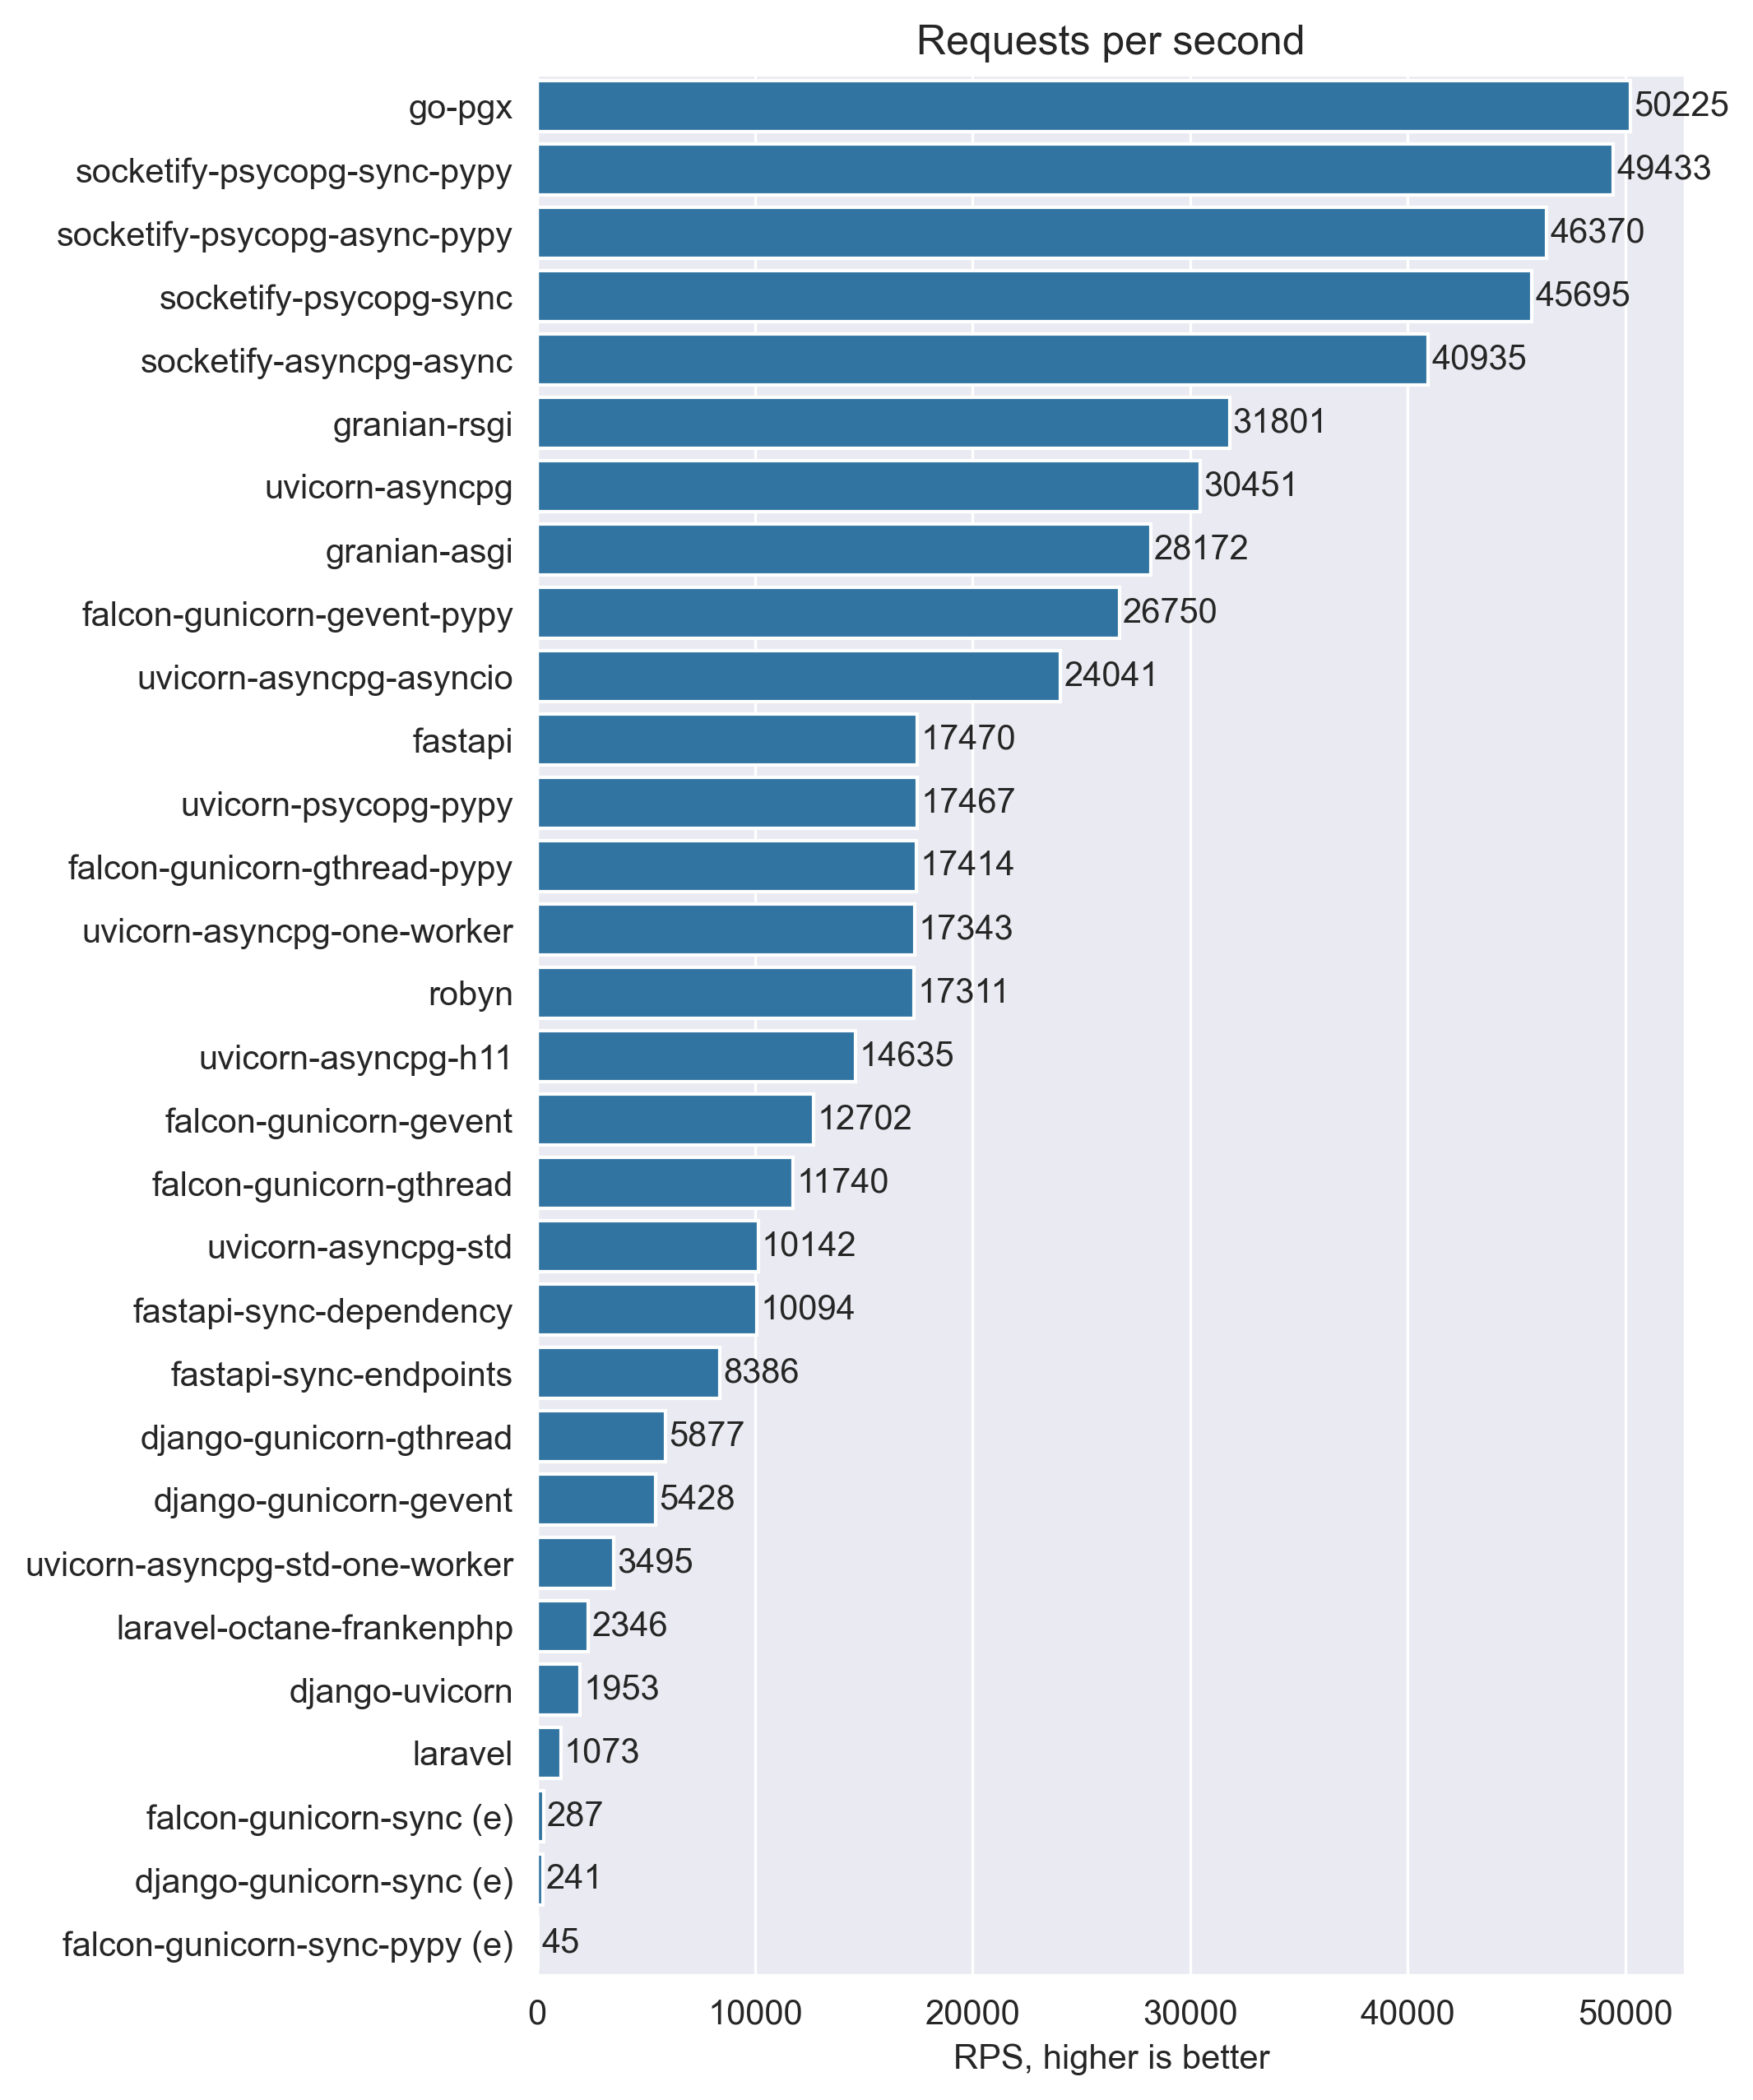 Requests per second
go-pgx 50225
socketify-psycopg-sync-pypy 49433
socketify-psycopg-async-pypy 46370
socketify-psycopg-sync 45695
socketify-asyncpg-async 40935
granian-rsgi 31801
uvicorn-asyncpg 30451
granian-asgi 28172
falcon-gunicorn-gevent-pypy 26750
uvicorn-asyncpg-asyncio 24041
fastapi 17470
uvicorn-psycopg-pypy 17467
falcon-gunicorn-gthread-pypy 17414
uvicorn-asyncpg-one-worker 17343
robyn 17311
uvicorn-asyncpg-h11 14635
falcon-gunicorn-gevent 12702
falcon-gunicorn-gthread 11740
uvicorn-asyncpg-std 10142
fastapi-sync-dependency 10094
fastapi-sync-endpoints 8386
django-gunicorn-gthread 5877
django-gunicorn-gevent 5428
uvicorn-asyncpg-std-one-worker 3495
laravel-octane-frankenphp 2346
django-uvicorn 1953
laravel 1073
falcon-gunicorn-sync (e) 287
django-gunicorn-sync (e) 241
falcon-gunicorn-sync-pypy (e) 45
0 10000 20000 30000 40000 50000
RPS, higher is better